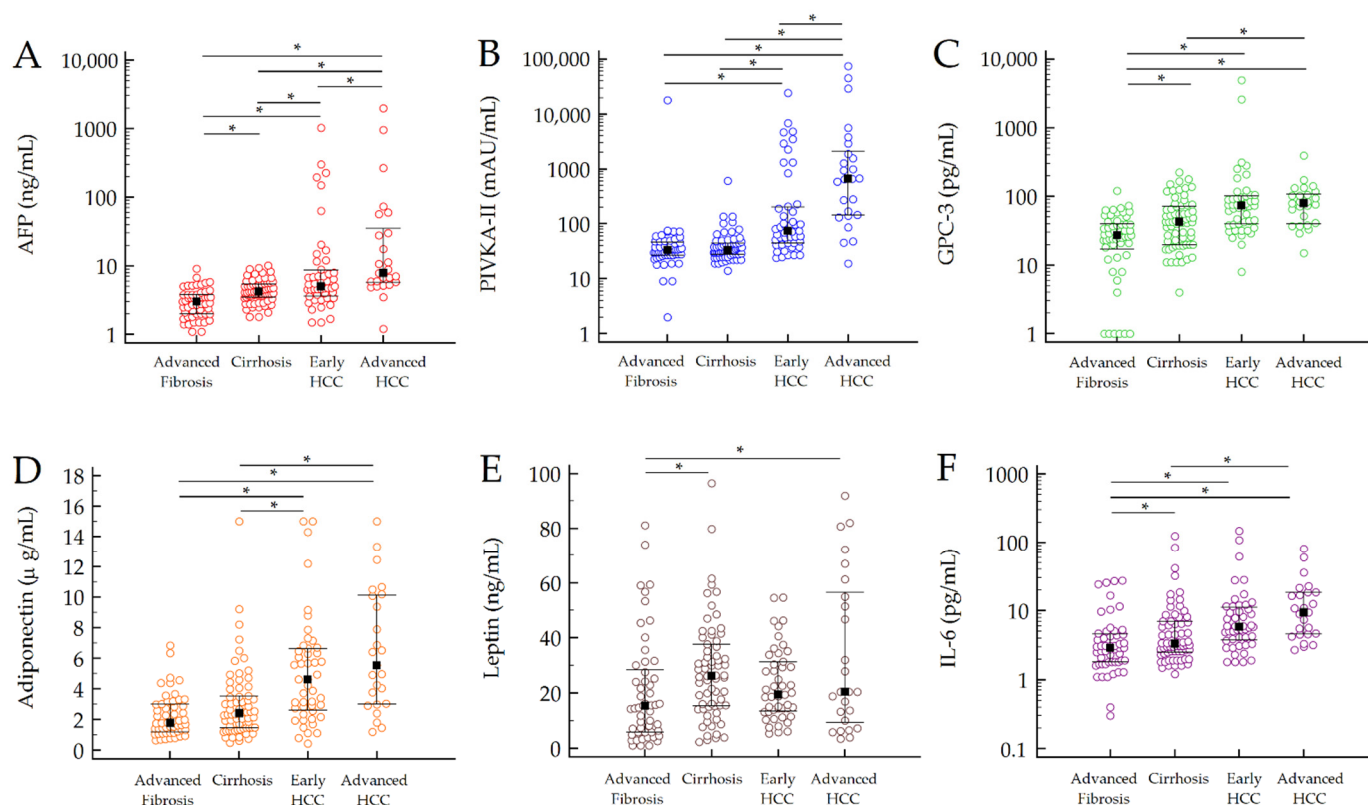 A
AFP (ng/mL)
10,000
1000
100
10
1
* * * * * *
Advanced Fibrosis
Cirrhosis
Early HCC
Advanced HCC
B
PIVKA-II (mAU/mL)
100,000
10,000
1000
100
10
1
* * * * *
Advanced Fibrosis
Cirrhosis
Early HCC
Advanced HCC
C
GPC-3 (pg/mL)
10,000
1000
100
10
1
* * * *
Advanced Fibrosis
Cirrhosis
Early HCC
Advanced HCC
D
Adiponectin (µ g/mL)
18
16
14
12
10
8
6
4
2
0
* * * *
Advanced Fibrosis
Cirrhosis
Early HCC
Advanced HCC
E
Leptin (ng/mL)
100
80
60
40
20
0
* *
Advanced Fibrosis
Cirrhosis
Early HCC
Advanced HCC
F
IL-6 (pg/mL)
1000
100
10
1
0.1
* * * *
Advanced Fibrosis
Cirrhosis
Early HCC
Advanced HCC